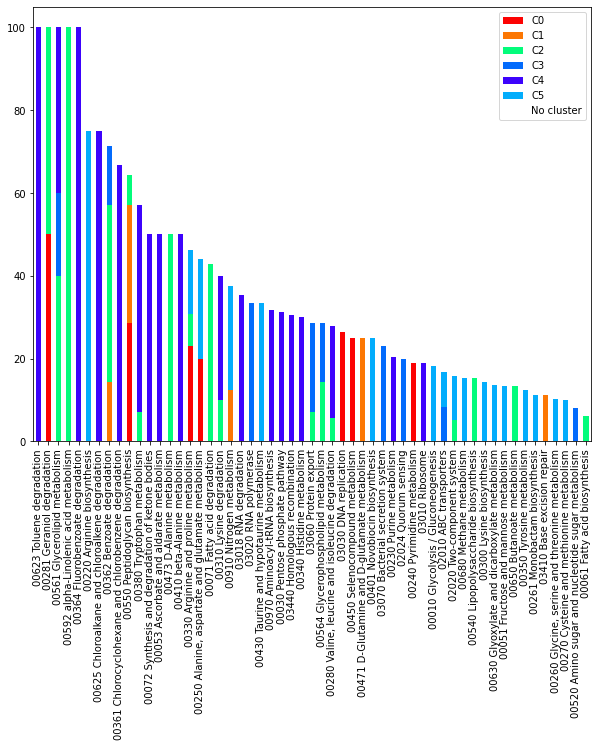 100
80
60
40
20
0
C0
C1
C2
C3
C4
C5
No cluster
00623 Toluene degradation
00281 Geraniol degradation
00561 Glycerolipid metabolism
00592 alpha-Linolenic acid metabolism
00364 Fluorobenzoate degradation
00220 Arginine biosynthesis
00625 Chloroalkane and chloroalkene degradation
00362 Benzoate degradation
00361 Chlorocyclohexane and chlorobenzene degradation
00550 Peptidoglycan biosynthesis
00380 Tryptophan metabolism
00072 Synthesis and degradation of ketone bodies
00053 Ascorbate and aldarate metabolism
00473 D-Alanine metabolism
00410 beta-Alanine metabolism
00330 Arginine and proline metabolism
00250 Alanine, aspartate and glutamate metabolism
00071 Fatty acid degradation
00310 Lysine degradation
00910 Nitrogen metabolism
03018 RNA degradation
03020 RNA polymerase
00430 Taurine and hypotaurine metabolism
00970 Aminoacyl-tRNA biosynthesis
00030 Pentose phosphate pathway
03440 Homologous recombination
00340 Histidine metabolism
03060 Protein export
00564 Glycerophospholipid metabolism
00280 Valine, leucine and isoleucine degradation
03030 DNA replication
00450 Selenocompound metabolism
00471 D-Glutamine and D-glutamate metabolism
00401 Novobiocin biosynthesis
03070 Bacterial secretion system
00230 Purine metabolism
02024 Quorum sensing
00240 Pyrimidine metabolism
03010 Ribosome
00010 Glycolysis / Gluconeogenesis
02010 ABC transporters
02020 Two-component system
00680 Methane metabolism
00540 Lipopolysaccharide biosynthesis
00300 Lysine biosynthesis
00630 Glyoxylate and dicarboxylate metabolism
00051 Fructose and mannose metabolism
00650 Butanoate metabolism
00350 Tyrosine metabolism
00261 Monobactam biosynthesis
03410 Base excision repair
00260 Glycine, serine and threonine metabolism
00270 Cysteine and methionine metabolism
00520 Amino sugar and nucleotide sugar metabolism
00061 Fatty acid biosynthesis